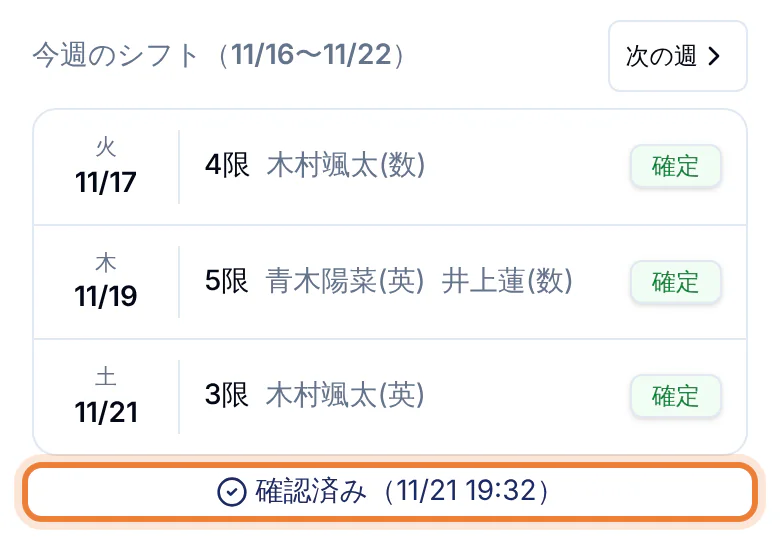 今週のシフト（11/16〜11/22）
次の週
火
11/17
4限 木村颯太(数)
確定
木
11/19
5限 青木陽菜(英) 井上蓮(数)
確定
土
11/21
3限 木村颯太(英)
確定
確認済み（11/21 19:32）